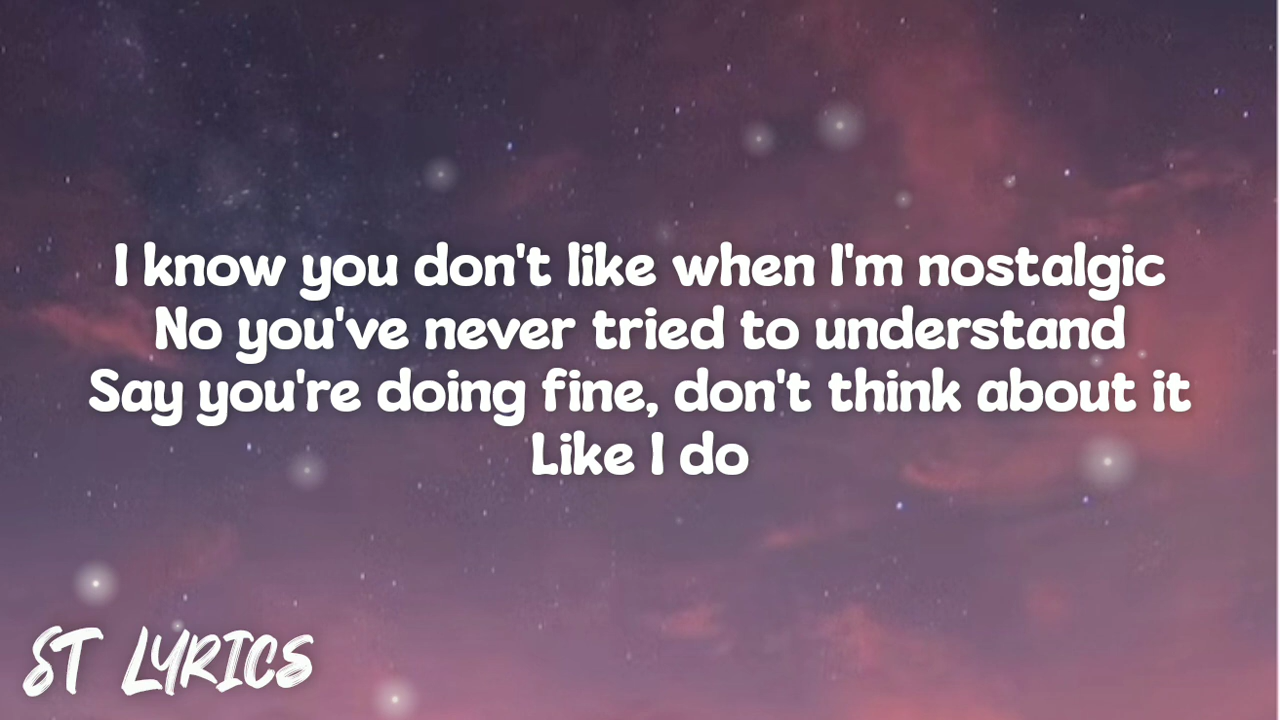 I know you don't like when I'm nostalgic
No you've never tried to understand
Say you're doing fine, don't think about it
Like I do
ST LYRICS